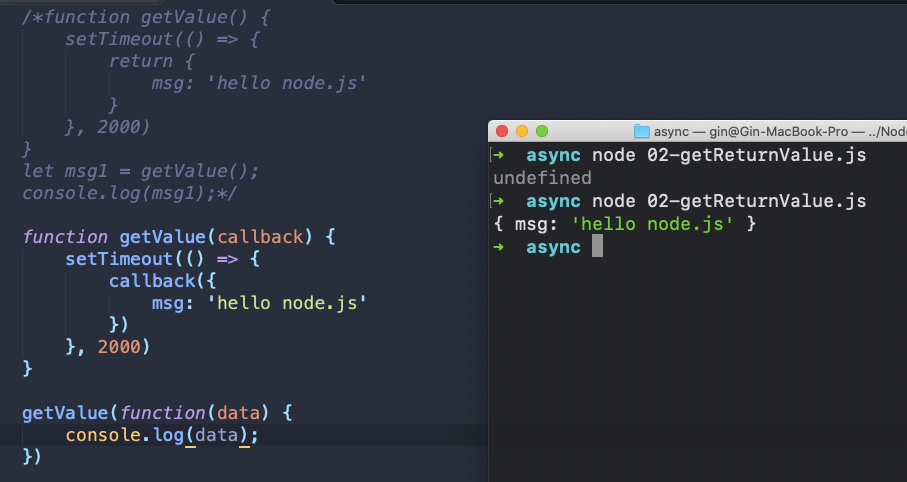 /*function getValue() {
    setTimeout(() => {
        return {
            msg: 'hello node.js'
        }
    }, 2000)
}
let msg1 = getValue();
console.log(msg1);*/
function getValue(callback) {
    setTimeout(() => {
        callback({
            msg: 'hello node.js'
        })
    }, 2000)
}
getValue(function(data) {
    console.log(data);
})
async — gin@Gin-MacBook-Pro — ../Node
[➜  async node 02-getReturnValue.js
undefined
[➜  async node 02-getReturnValue.js
{ msg: 'hello node.js' }
➜  async